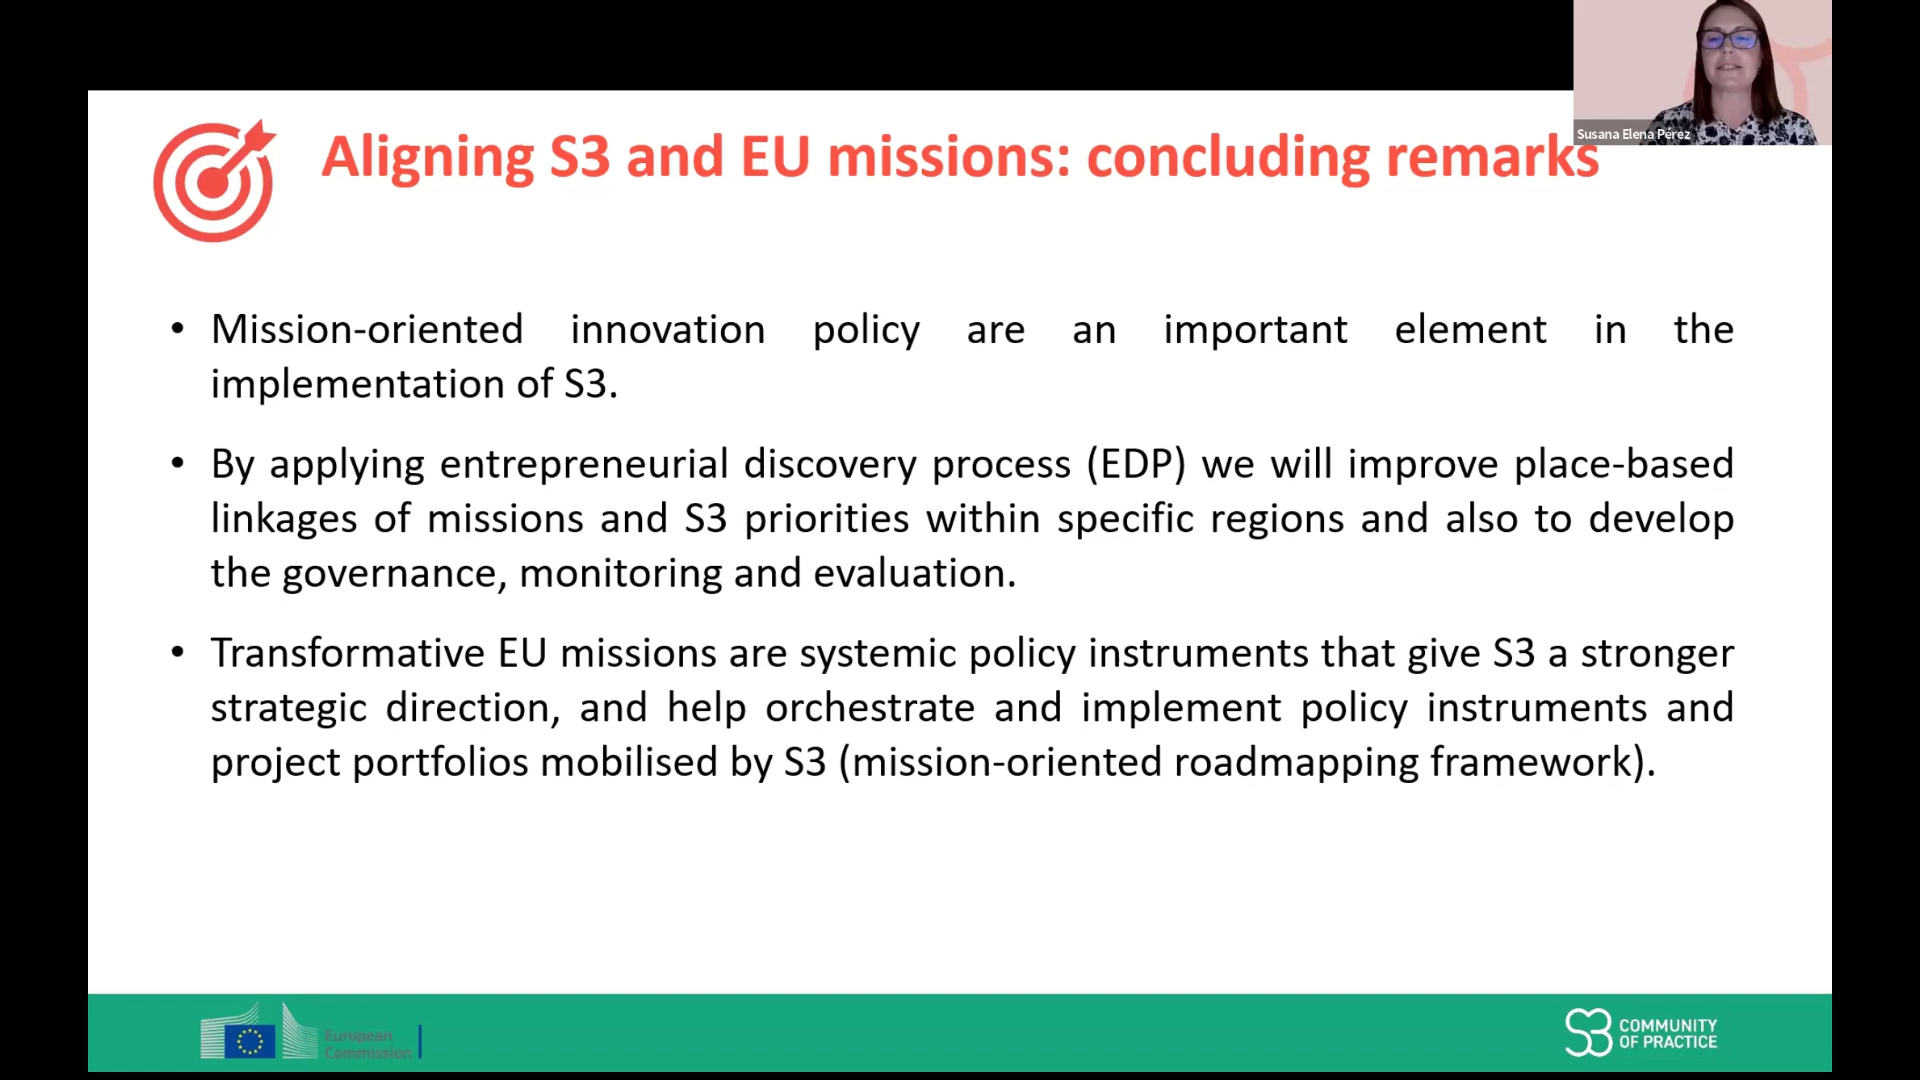 Susana Elena Pérez
Aligning S3 and EU missions: concluding remarks
• Mission-oriented innovation policy are an important element in the
implementation of S3.
• By applying entrepreneurial discovery process (EDP) we will improve place-based
linkages of missions and S3 priorities within specific regions and also to develop
the governance, monitoring and evaluation.
• Transformative EU missions are systemic policy instruments that give S3 a stronger
strategic direction, and help orchestrate and implement policy instruments and
project portfolios mobilised by S3 (mission-oriented roadmapping framework).
European
Commission
S3 COMMUNITY
OF PRACTICE